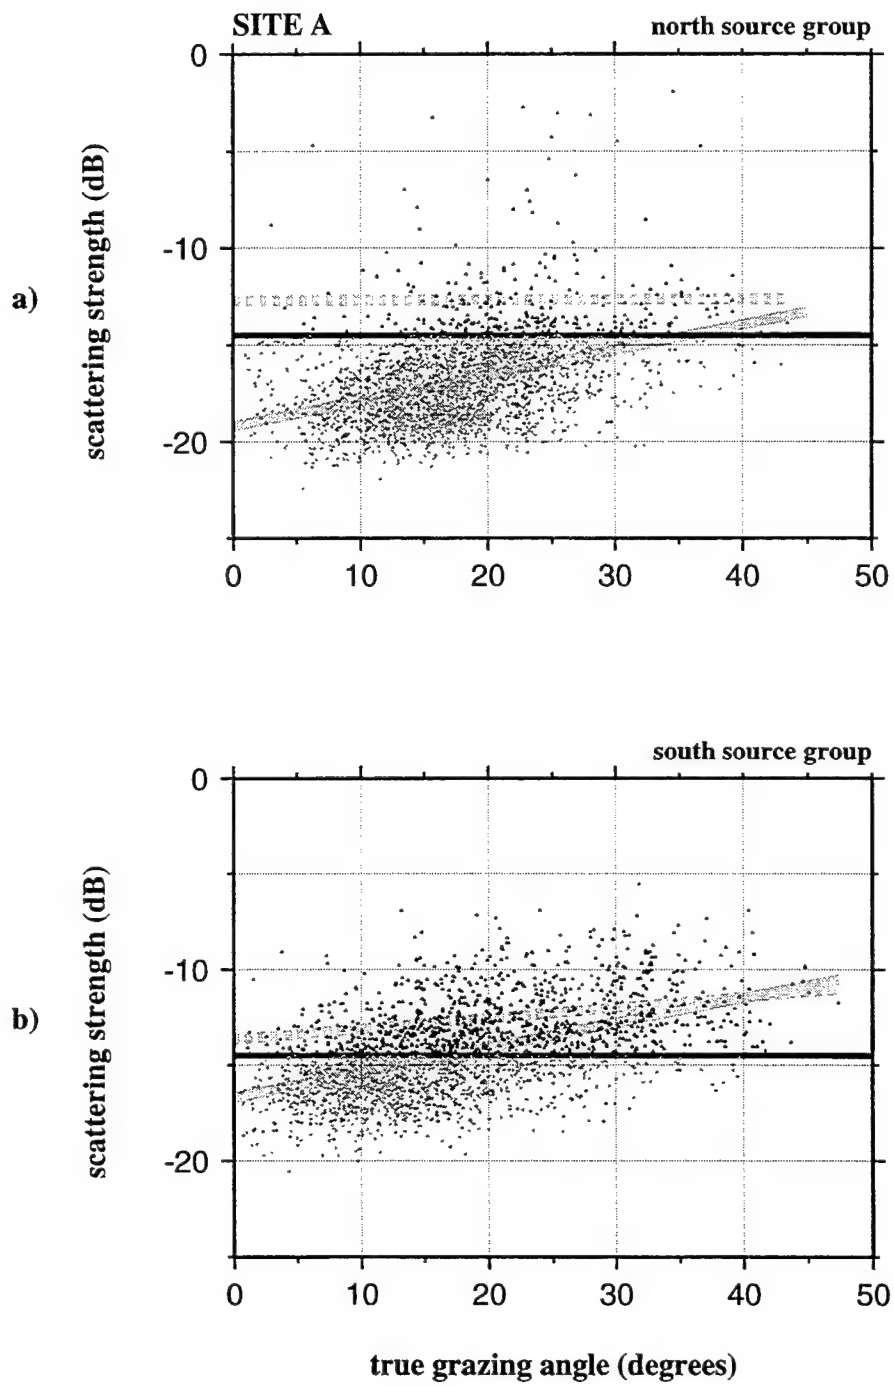 SITE A
north source group
a)
scattering strength (dB)
0
-10
-20
0 10 20 30 40 50
south source group
b)
scattering strength (dB)
0
-10
-20
0 10 20 30 40 50
true grazing angle (degrees)